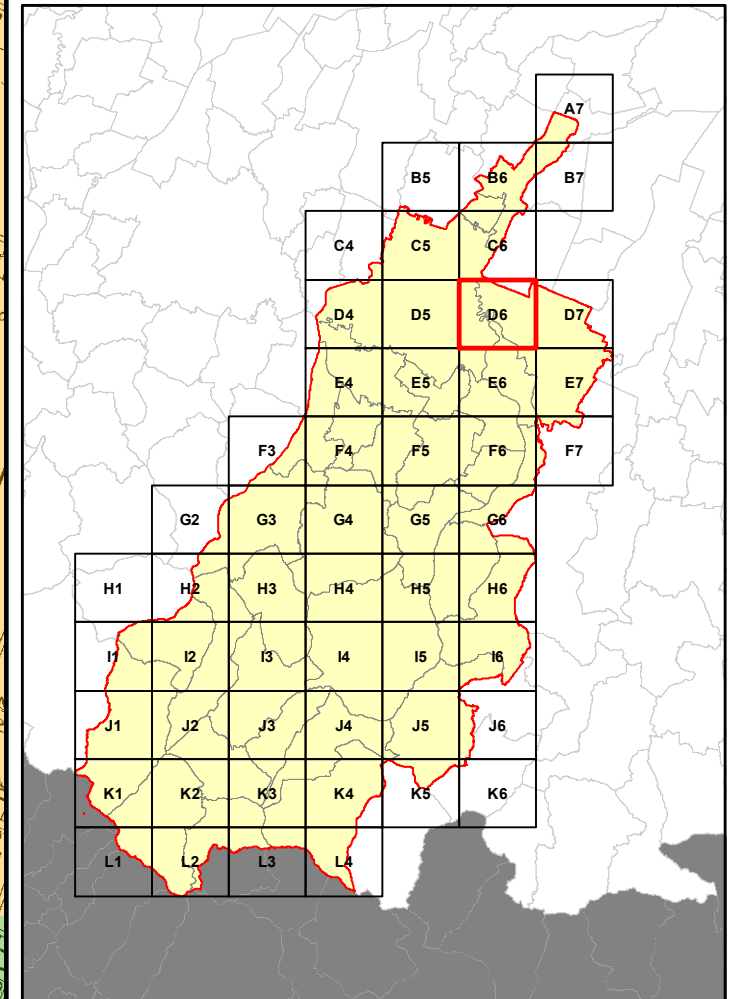 A7
B5 B6 B7
C4 C5 C6
D4 D5 D6 D7
E4 E5 E6 E7
F3 F4 F5 F6 F7
G2 G3 G4 G5 G6
H1 H2 H3 H4 H5 H6
I1 I2 I3 I4 I5 I6
J1 J2 J3 J4 J5 J6
K1 K2 K3 K4 K5 K6
L1 L2 L3 L4